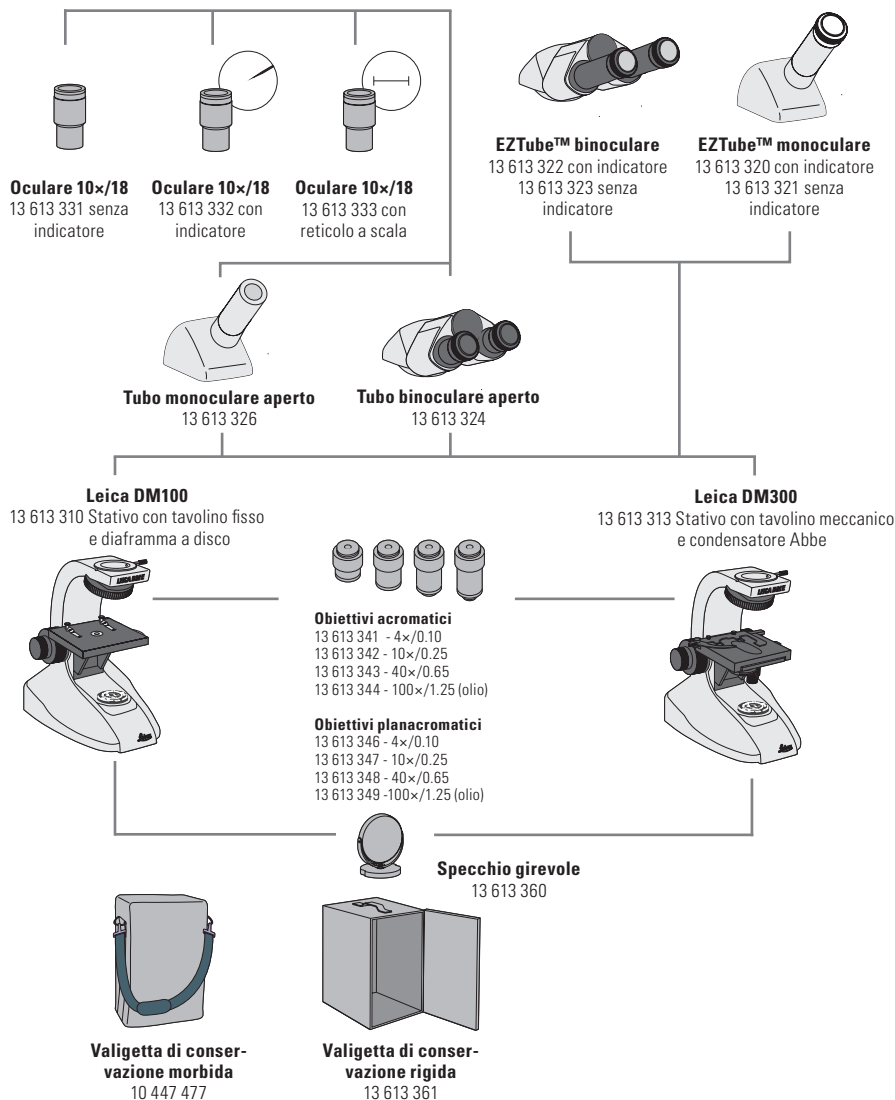 Oculare 10×/18
13 613 331 senza
indicatore
Oculare 10×/18
13 613 332 con
indicatore
Oculare 10×/18
13 613 333 con
reticolo a scala
EZTube™ binoculare
13 613 322 con indicatore
13 613 323 senza
indicatore
EZTube™ monoculare
13 613 320 con indicatore
13 613 321 senza
indicatore
Tubo monoculare aperto
13 613 326
Tubo binoculare aperto
13 613 324
Leica DM100
13 613 310 Stativo con tavolino fisso
e diaframma a disco
Leica DM300
13 613 313 Stativo con tavolino meccanico
e condensatore Abbe
Obiettivi acromatici
13 613 341 - 4×/0.10
13 613 342 - 10×/0.25
13 613 343 - 40×/0.65
13 613 344 - 100×/1.25 (olio)
Obiettivi planacromatici
13 613 346 - 4×/0.10
13 613 347 - 10×/0.25
13 613 348 - 40×/0.65
13 613 349 -100×/1.25 (olio)
Leica
Leica
Specchio girevole
13 613 360
Valigetta di conser-
vazione morbida
10 447 477
Valigetta di conser-
vazione rigida
13 613 361